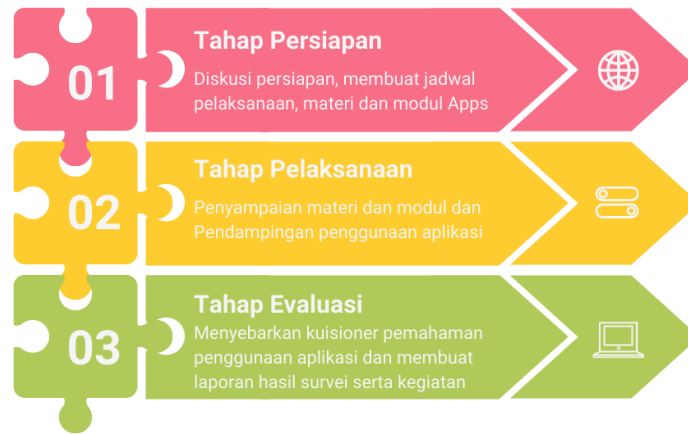 01
Tahap Persiapan
Diskusi persiapan, membuat jadwal
pelaksanaan, materi dan modul Apps
02
Tahap Pelaksanaan
Penyampaian materi dan modul dan
Pendampingan penggunaan aplikasi
03
Tahap Evaluasi
Menyebarkan kuisioner pemahaman
penggunaan aplikasi dan membuat
laporan hasil survei serta kegiatan